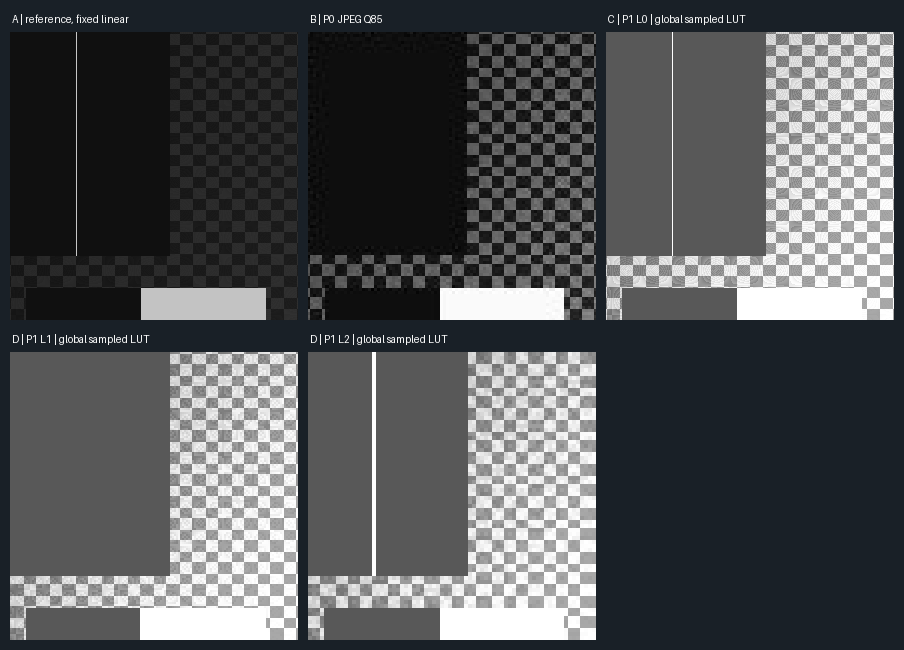 A | reference, fixed linear
B | P0 JPEG Q85
C | P1 L0 | global sampled LUT
D | P1 L1 | global sampled LUT
D | P1 L2 | global sampled LUT